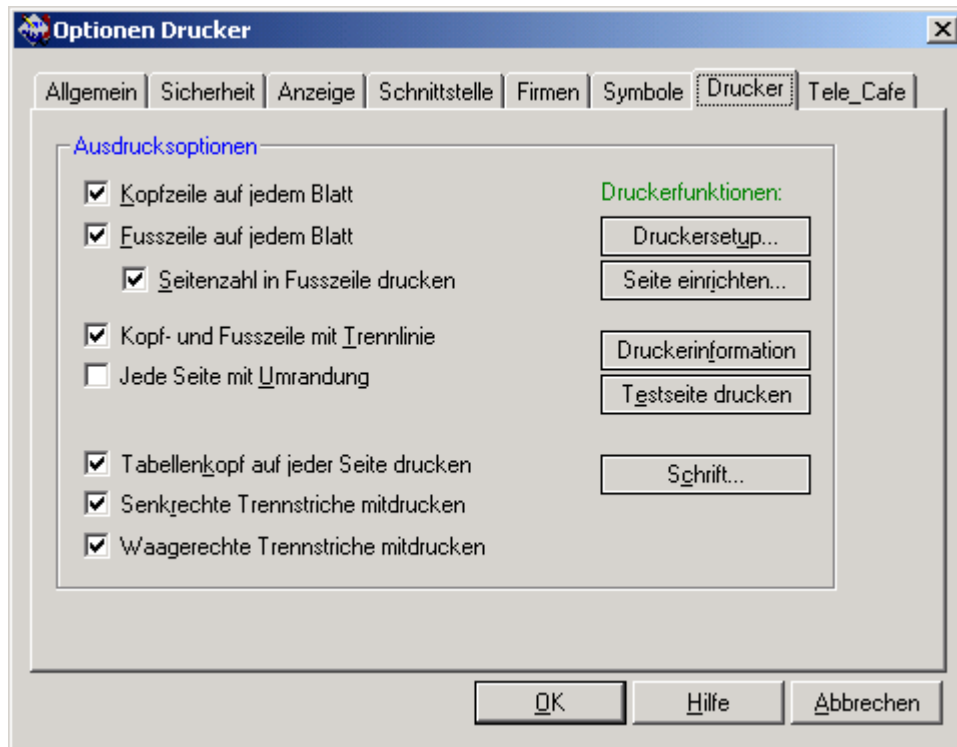 Optionen Drucker
Allgemein Sicherheit Anzeige Schnittstelle Firmen Symbole Drucker Tele_Cafe
Ausdrucksoptionen
Kopfzeile auf jedem Blatt
Druckerfunktionen:
Fusszeile auf jedem Blatt
Druckersetup...
Seitenzahl in Fusszeile drucken
Seite einrichten...
Kopf- und Fusszeile mit Trennlinie
Druckerinformation
Jede Seite mit Umrandung
Testseite drucken
Tabellenkopf auf jeder Seite drucken
Schrift...
Senkrechte Trennstriche mitdrucken
Waagerechte Trennstriche mitdrucken
OK Hilfe Abbrechen